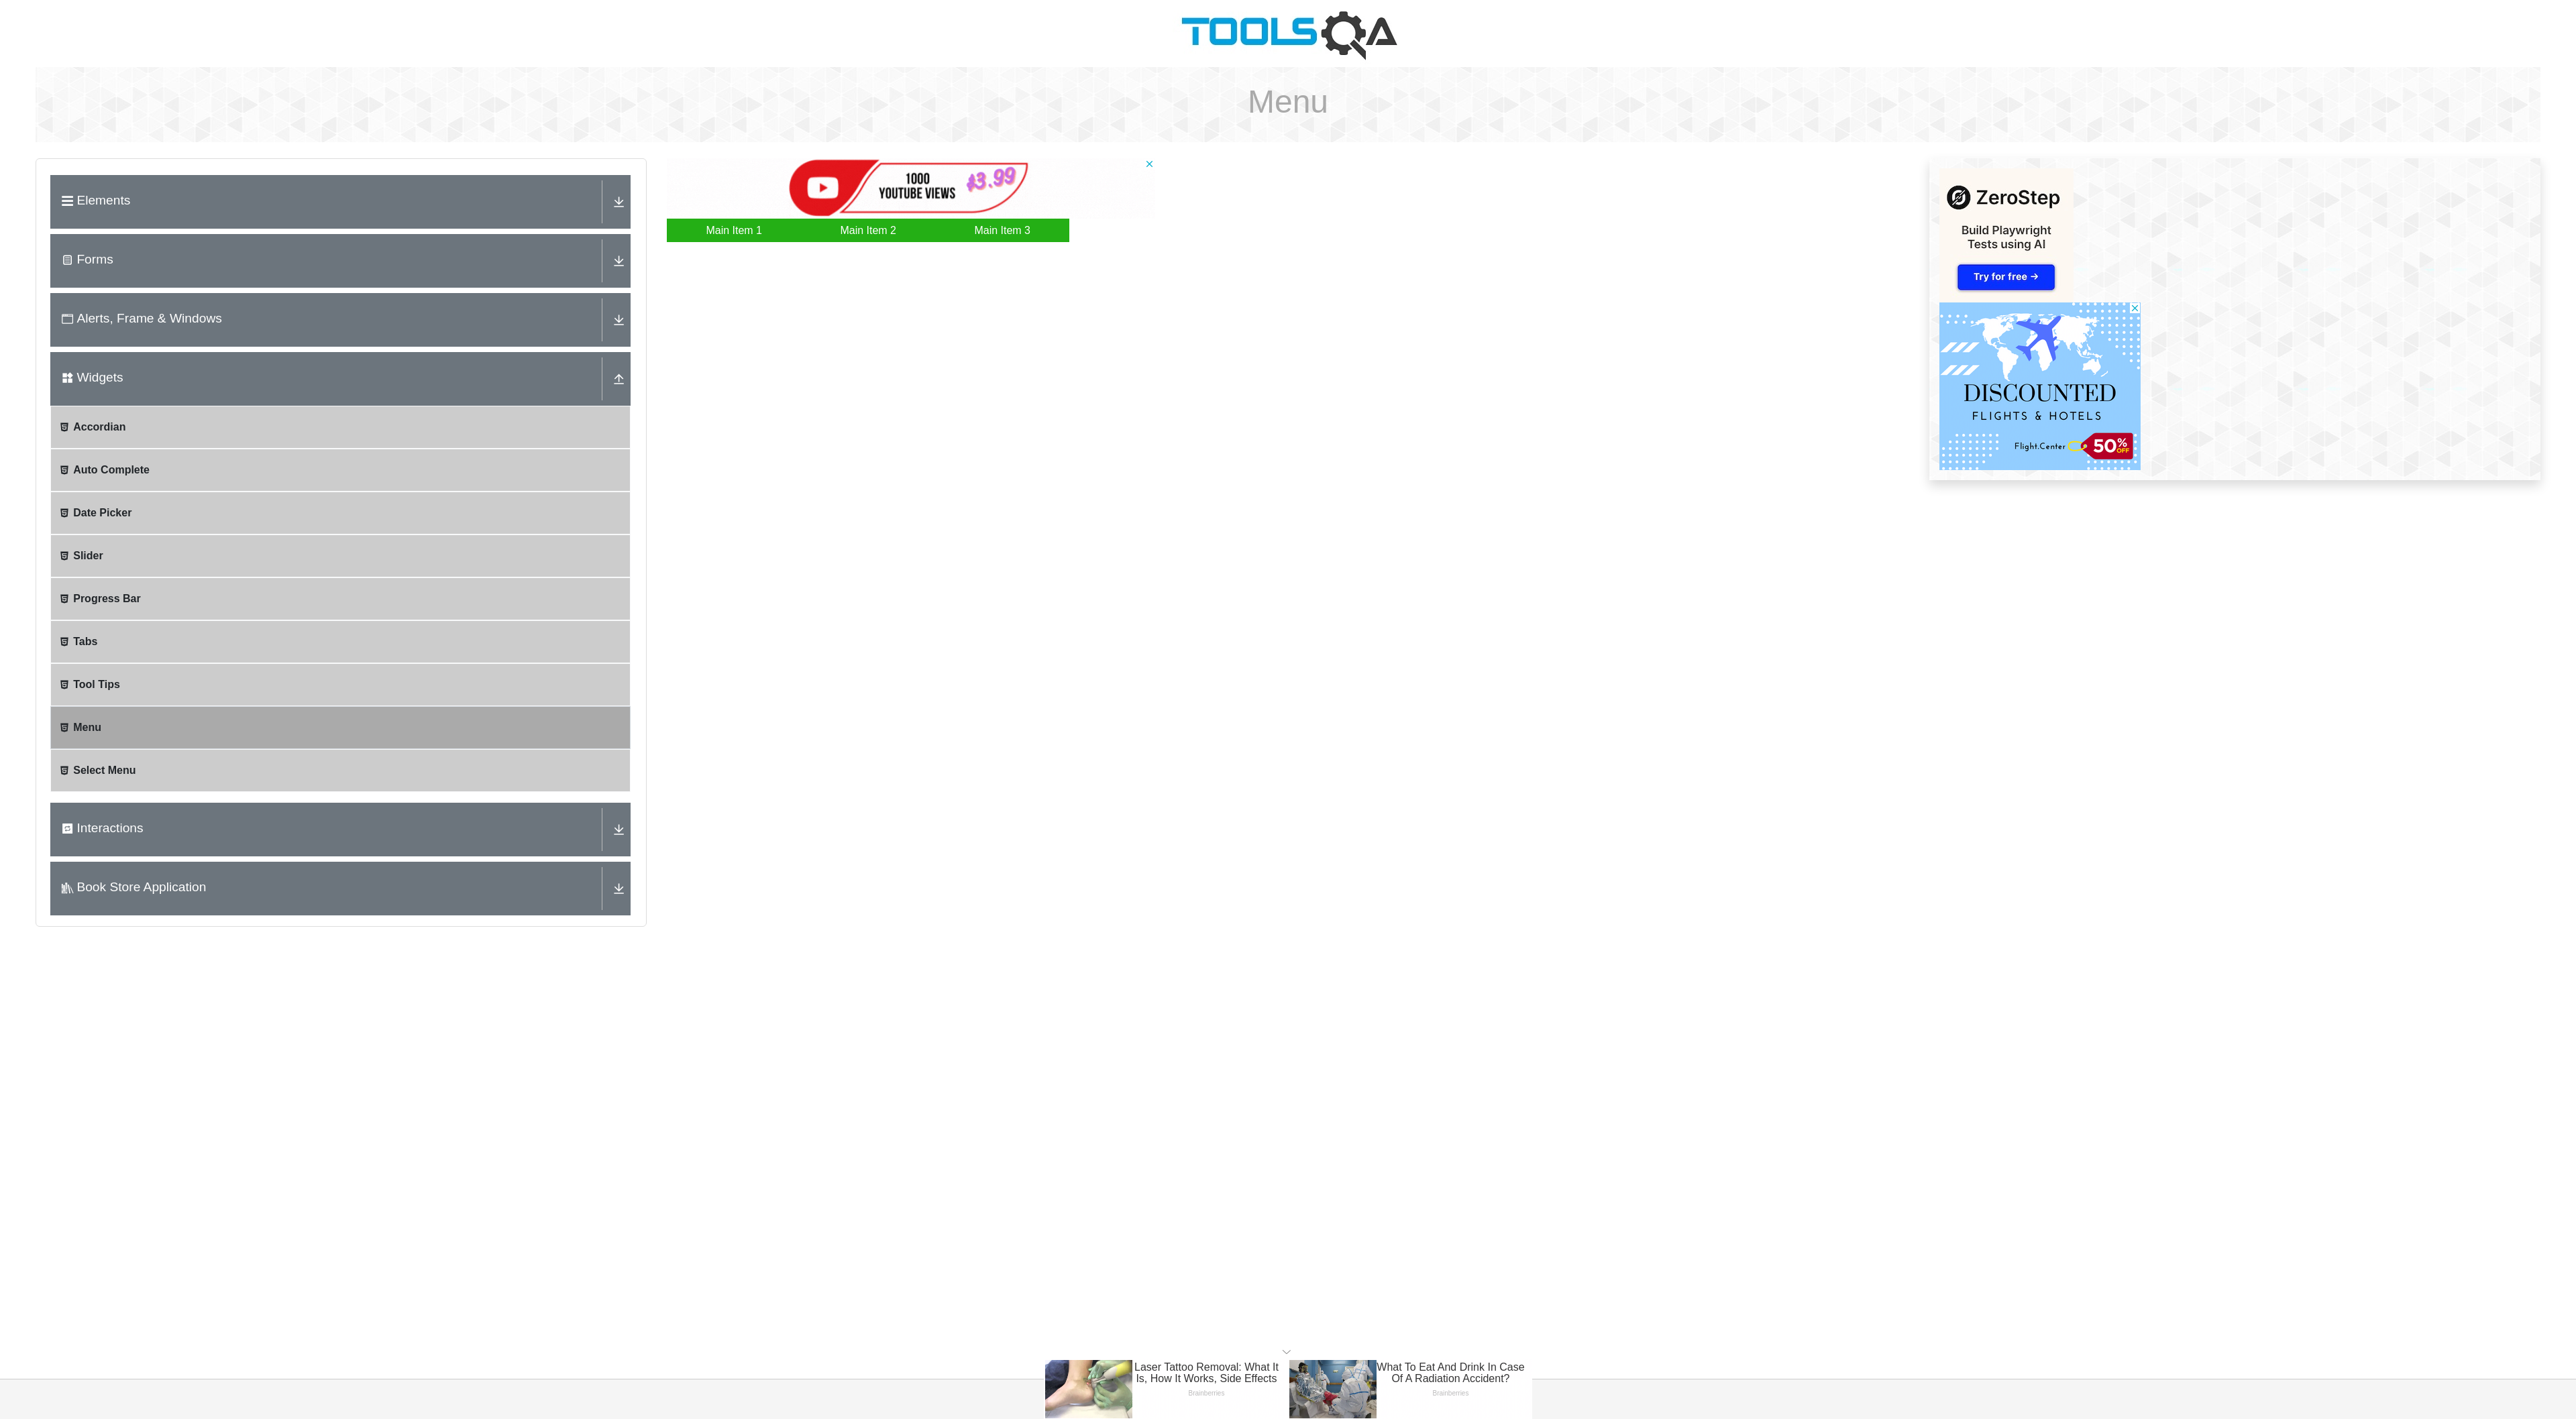 TOOLSQA
Menu
Elements
Forms
Alerts, Frame & Windows
Widgets
Accordian
Auto Complete
Date Picker
Slider
Progress Bar
Tabs
Tool Tips
Menu
Select Menu
Interactions
Book Store Application
1000
YOUTUBE VIEWS
$3.99
Main Item 1
Main Item 2
Main Item 3
ZeroStep
Build Playwright
Tests using AI
Try for free →
DISCOUNTED
FLIGHTS & HOTELS
Flight.Center
50%
OFF
Laser Tattoo Removal: What It
Is, How It Works, Side Effects
Brainberries
What To Eat And Drink In Case
Of A Radiation Accident?
Brainberries